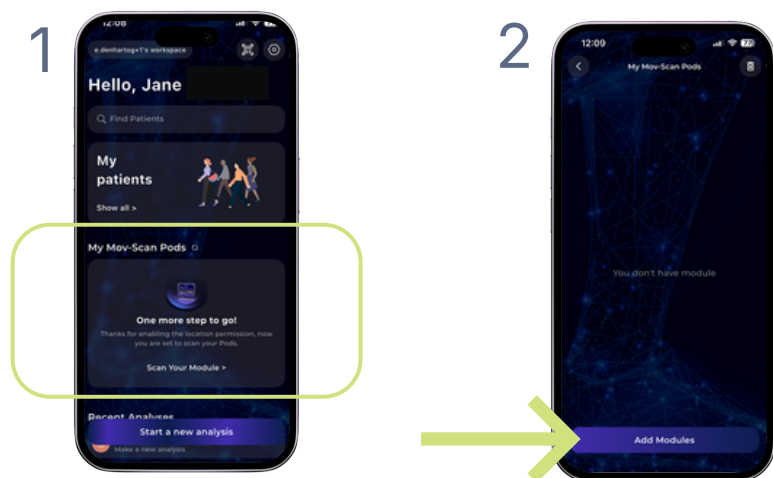 1
12:08
e.denhartog+1's workspace
Hello, Jane
Find Patients
My
patients
Show all >
My Mov-Scan Pods
One more step to go!
Thanks for enabling the location permission, now
you are set to scan your Pods.
Scan Your Module >
Recent Analyses
Start a new analysis
Make a new analysis
2
12:09
77
My Mov-Scan Pods
You don't have module
Add Modules